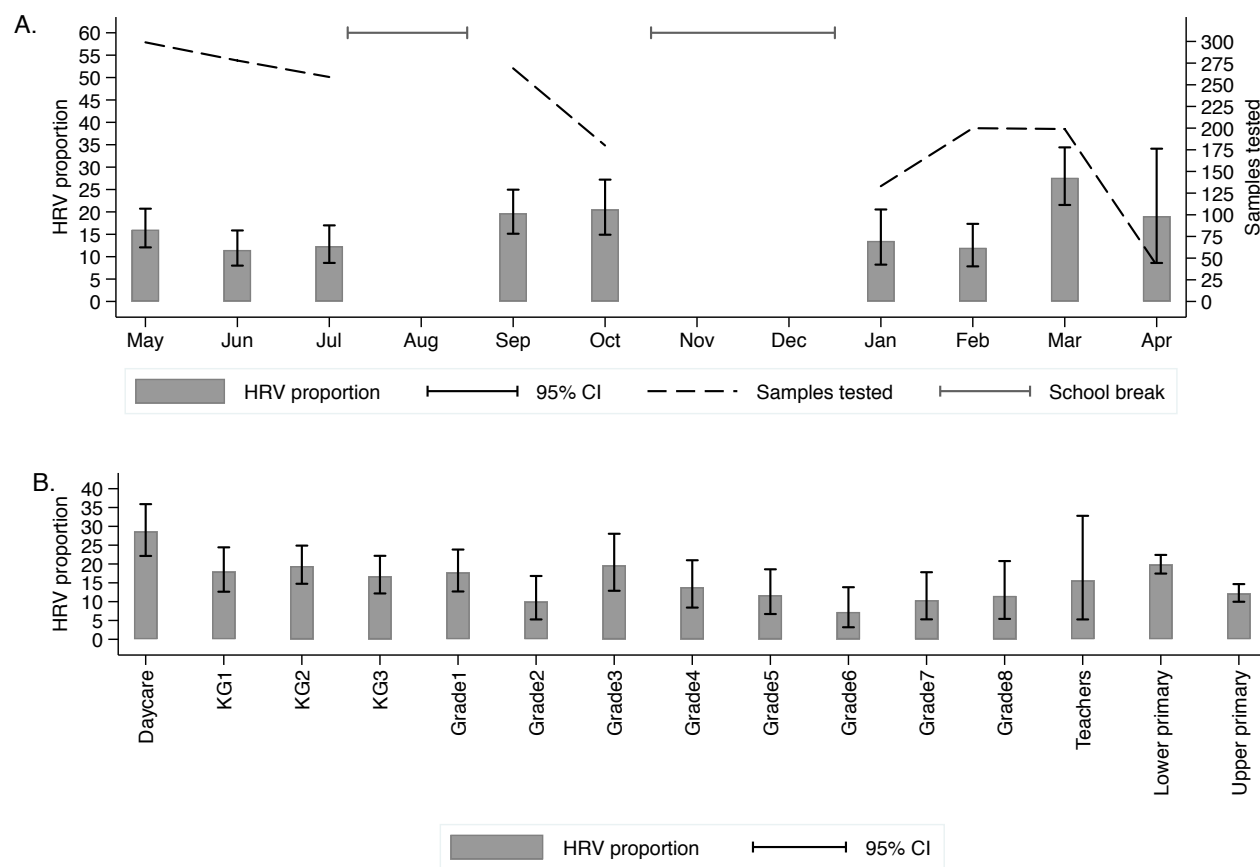 A.
HRV proportion
60
55
50
45
40
35
30
25
20
15
10
5
0
300
275
250
225
200
175
150
125
100
75
50
25
0
Samples tested
May Jun Jul Aug Sep Oct Nov Dec Jan Feb Mar Apr
HRV proportion 95% CI Samples tested School break
B.
HRV proportion
40
35
30
25
20
15
10
5
0
Daycare
KG1
KG2
KG3
Grade1
Grade2
Grade3
Grade4
Grade5
Grade6
Grade7
Grade8
Teachers
Lower primary
Upper primary
HRV proportion 95% CI